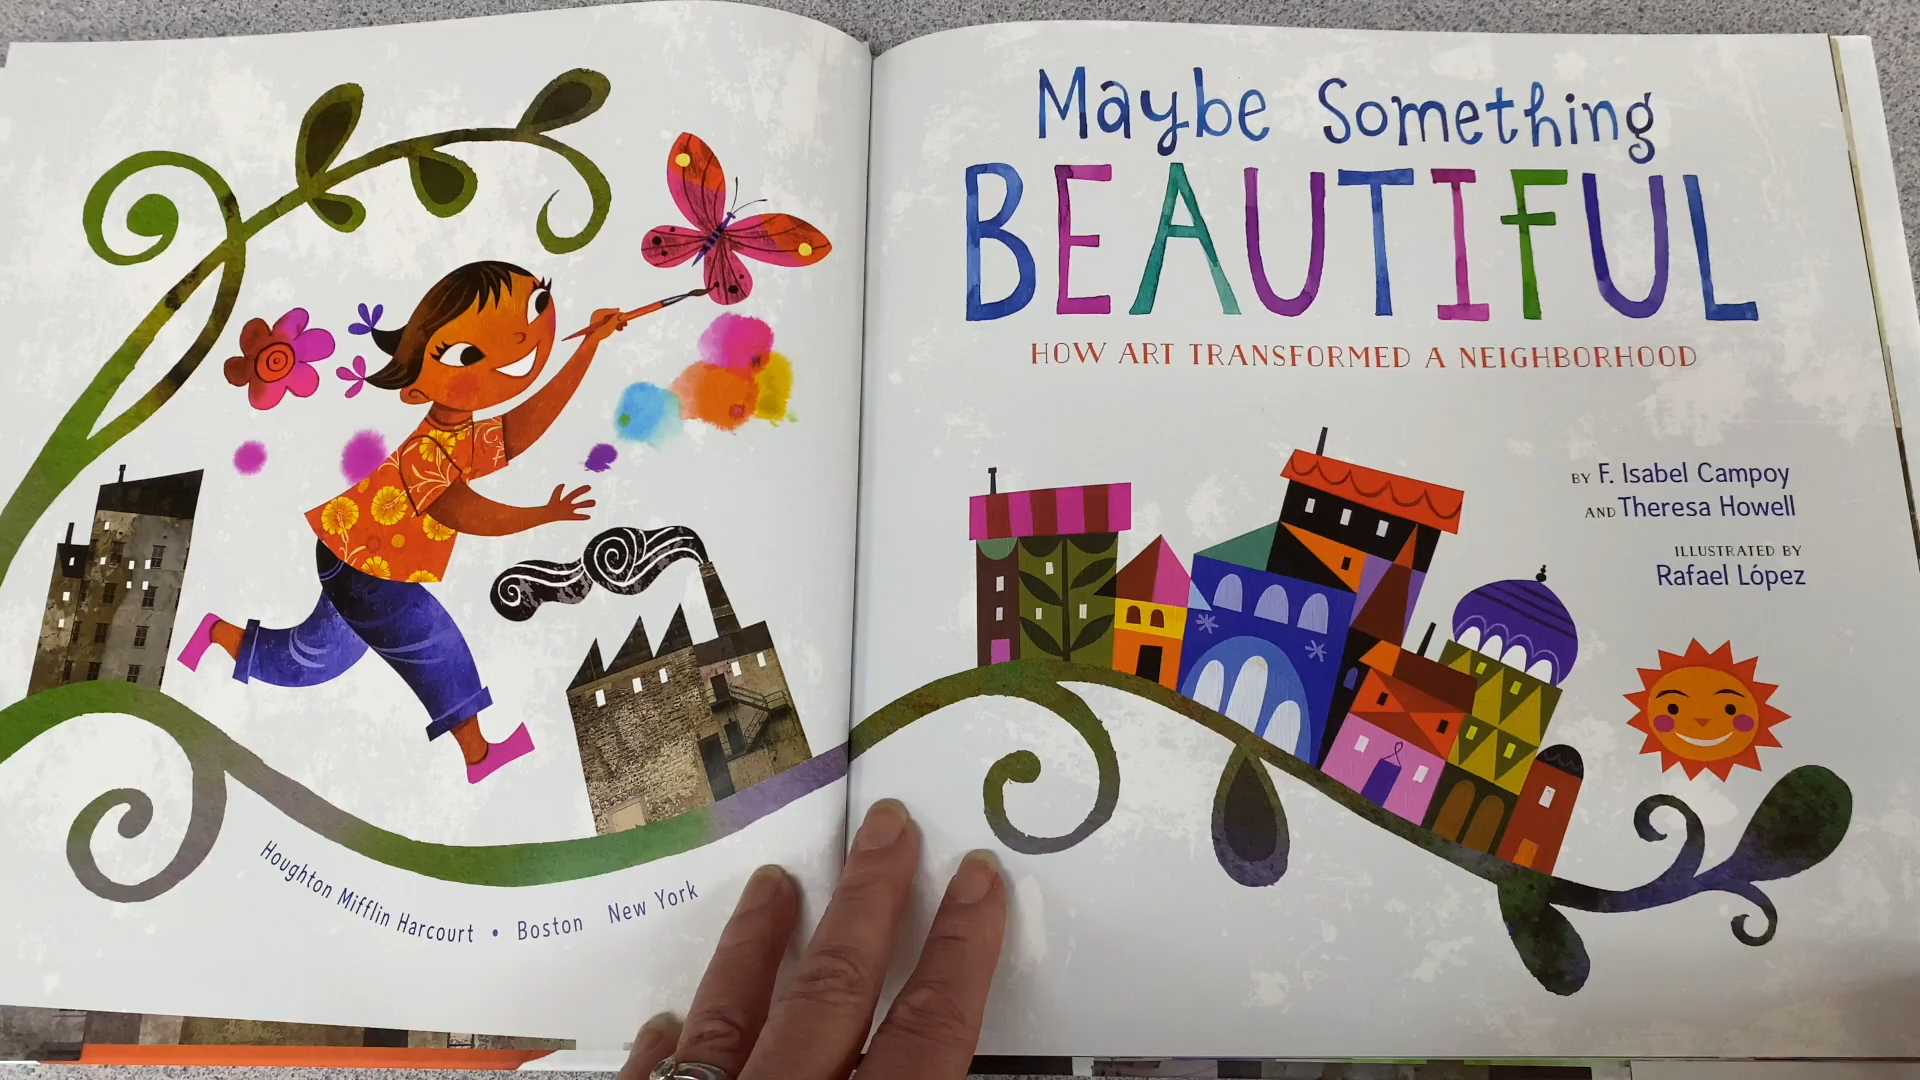 Houghton Mifflin Harcourt • Boston New York
Maybe Something
BEAUTIFUL
HOW ART TRANSFORMED A NEIGHBORHOOD
BY F. Isabel Campoy
AND Theresa Howell
ILLUSTRATED BY
Rafael López